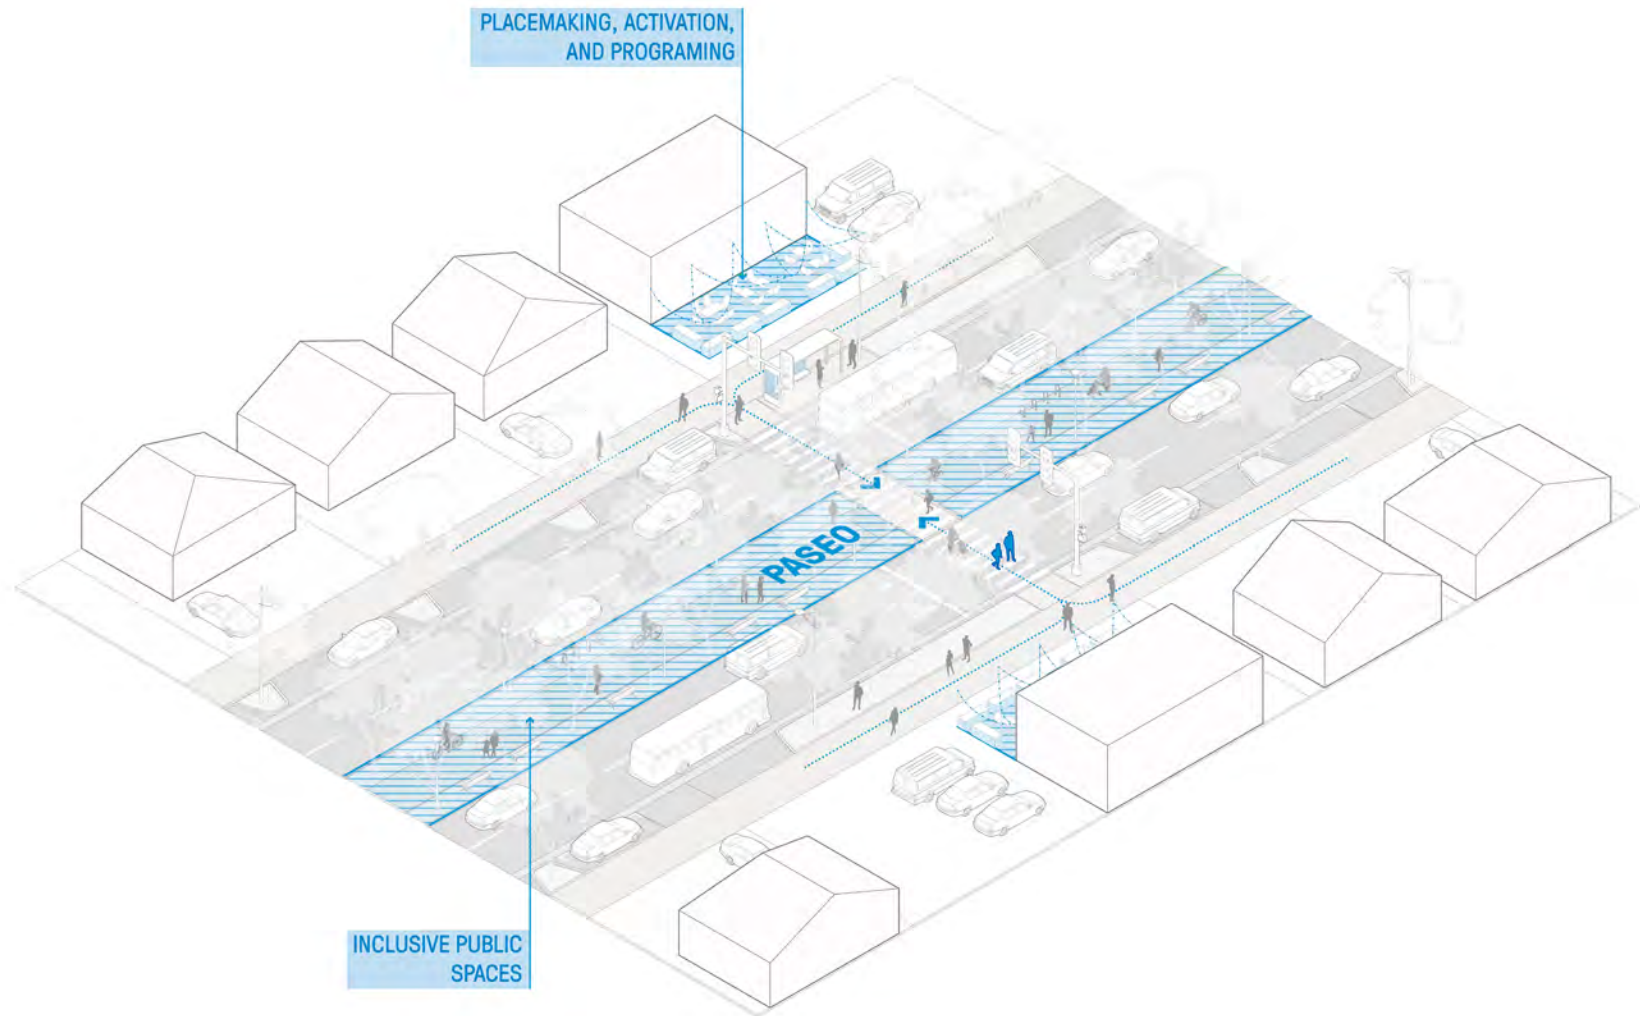 PLACEMAKING, ACTIVATION,
AND PROGRAMING
PASEO
INCLUSIVE PUBLIC
SPACES